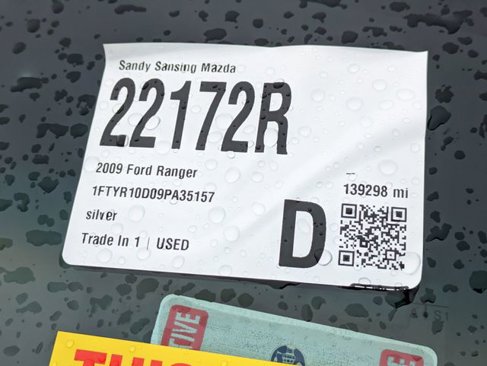 Sandy Sansing Mazda
22172R
2009 Ford Ranger
139298 mi
1FTYR10D09PA35157
silver
D
Trade In 1 | USED